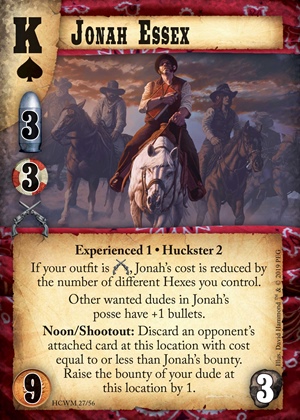 K
JONAH ESSEX
3
3
Experienced 1 • Huckster 2
If your outfit is , Jonah's cost is reduced by
the number of different Hexes you control.
Other wanted dudes in Jonah's
posse have +1 bullets.
Noon/Shootout: Discard an opponent's
attached card at this location with cost
equal to or less than Jonah's bounty.
Raise the bounty of your dude at
this location by 1.
9
HCWM 27/56
3
Illus. David Hammond ™ & © 2019 PEG